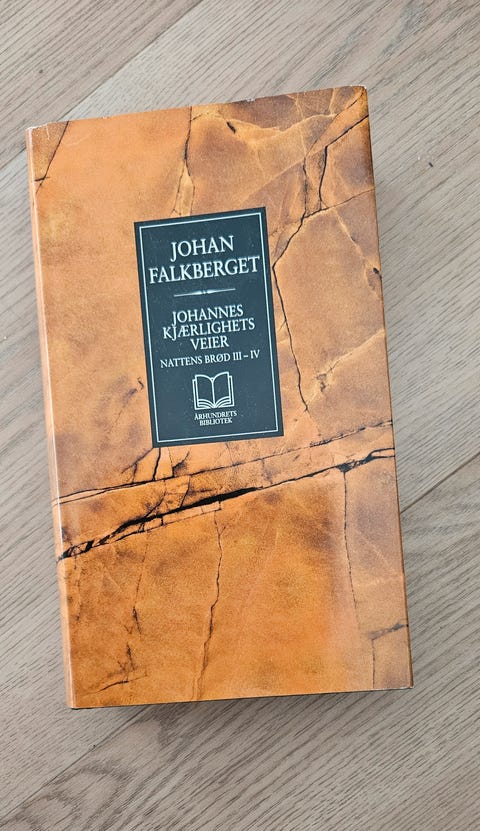 JOHAN
FALKBERGET
JOHANNES
KJÆRLIGHETS
VEIER
NATTENS BRØD III – IV
ÅRHUNDRETS
BIBLIOTEK